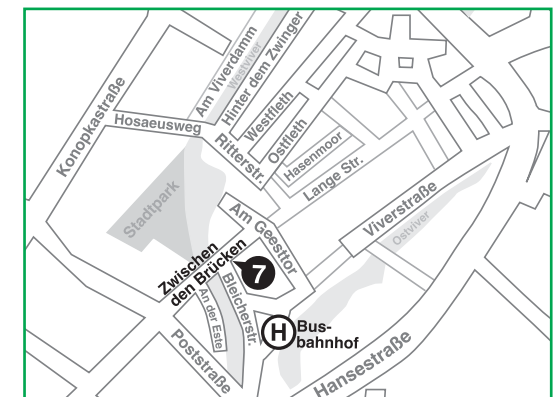 Am Viverdamm
Westviver
Hinter dem Zwinger
Konopkastraße
Hosaeusweg
Westfleth
Ostfleth
Ritterstr.
Hasenmoor
Lange Str.
Stadtpark
Viverstraße
Ostviver
Am Geesttor
Zwischen
den Brücken
7
Bleicherstr.
An der Este
H
Bus-
bahnhof
Poststraße
Hansestraße